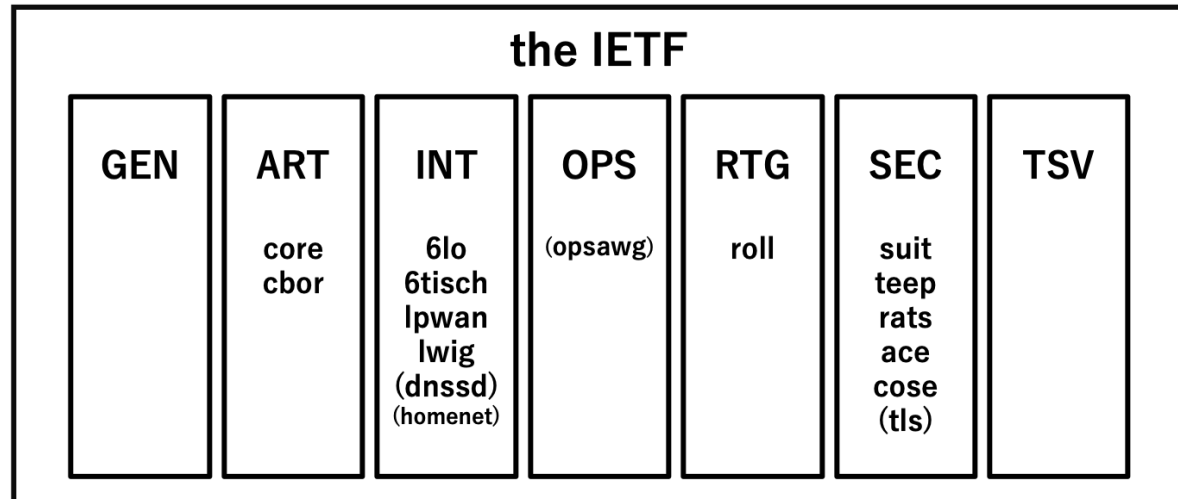 the IETF
GEN
ART
core
cbor
INT
6lo
6tisch
lpwan
lwig
(dnssd)
(homenet)
OPS
(opsawg)
RTG
roll
SEC
suit
teep
rats
ace
cose
(tls)
TSV